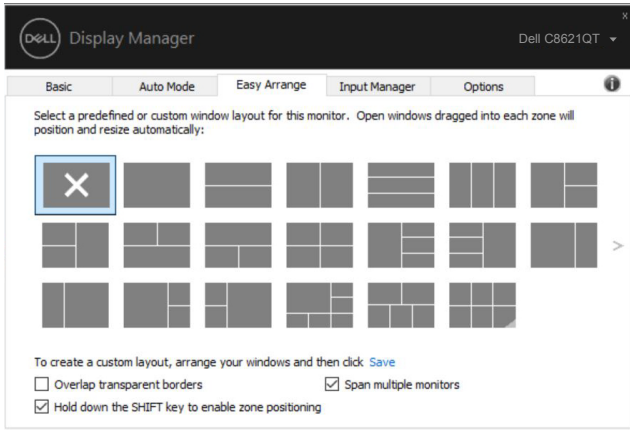 x
DELL Display Manager
Dell C8621QT
Basic Auto Mode Easy Arrange Input Manager Options
Select a predefined or custom window layout for this monitor. Open windows dragged into each zone will
position and resize automatically:
>
To create a custom layout, arrange your windows and then click Save
Overlap transparent borders Span multiple monitors
Hold down the SHIFT key to enable zone positioning